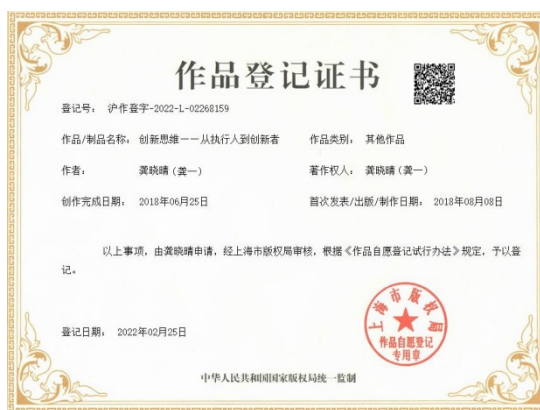 作品登记证书
登记号： 沪作登字-2022-L-02268159
作品/制品名称： 创新思维——从执行人到创新者 作品类别： 其他作品
作者： 龚晓晴（龚一） 著作权人： 龚晓晴（龚一）
创作完成日期： 2018年06月25日 首次发表/出版/制作日期： 2018年08月08日
以上事项，由龚晓晴申请，经上海市版权局审核，根据《作品自愿登记试行办法》规定，予以登
记。
登记日期： 2022年02月25日
上海市版权局
作品自愿登记
专用章
中华人民共和国国家版权局统一监制